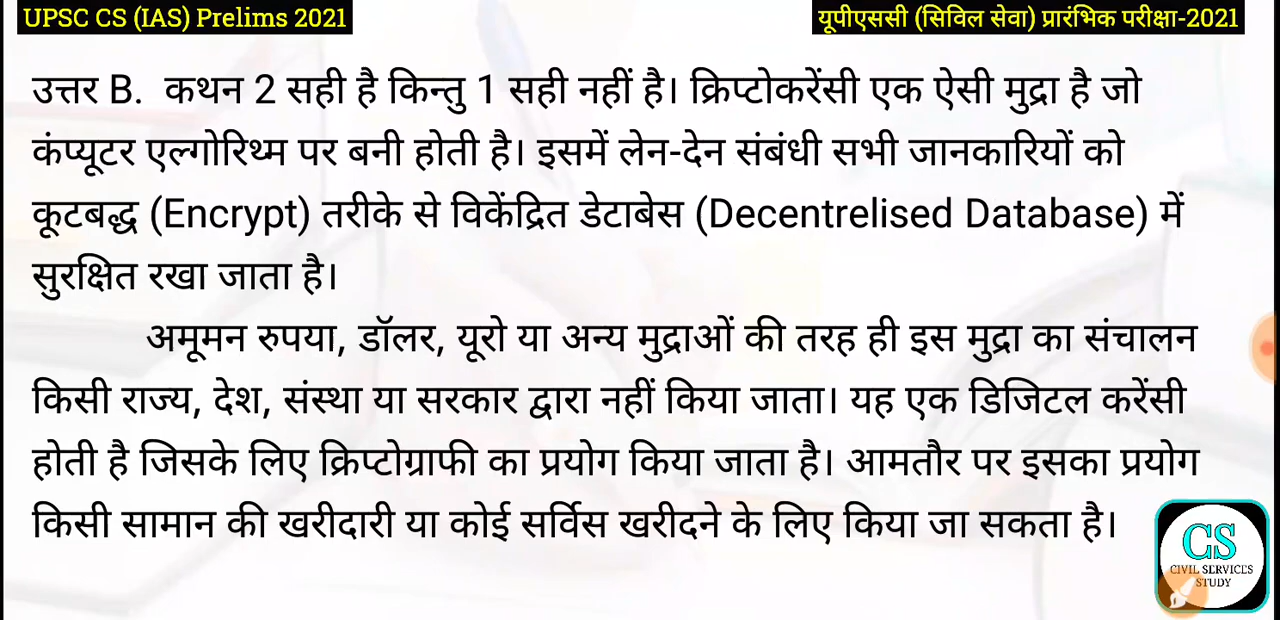 UPSC CS (IAS) Prelims 2021
यूपीएससी (सिविल सेवा) प्रारंभिक परीक्षा-2021
उत्तर B. कथन 2 सही है किन्तु 1 सही नहीं है। क्रिप्टोकरेंसी एक ऐसी मुद्रा है जो
कंप्यूटर एल्गोरिथ्म पर बनी होती है। इसमें लेन-देन संबंधी सभी जानकारियों को
कूटबद्ध (Encrypt) तरीके से विकेंद्रित डेटाबेस (Decentrelised Database) में
सुरक्षित रखा जाता है।
अमूमन रुपया, डॉलर, यूरो या अन्य मुद्राओं की तरह ही इस मुद्रा का संचालन
किसी राज्य, देश, संस्था या सरकार द्वारा नहीं किया जाता। यह एक डिजिटल करेंसी
होती है जिसके लिए क्रिप्टोग्राफी का प्रयोग किया जाता है। आमतौर पर इसका प्रयोग
किसी सामान की खरीदारी या कोई सर्विस खरीदने के लिए किया जा सकता है।
CS
CIVIL SERVICES
STUDY